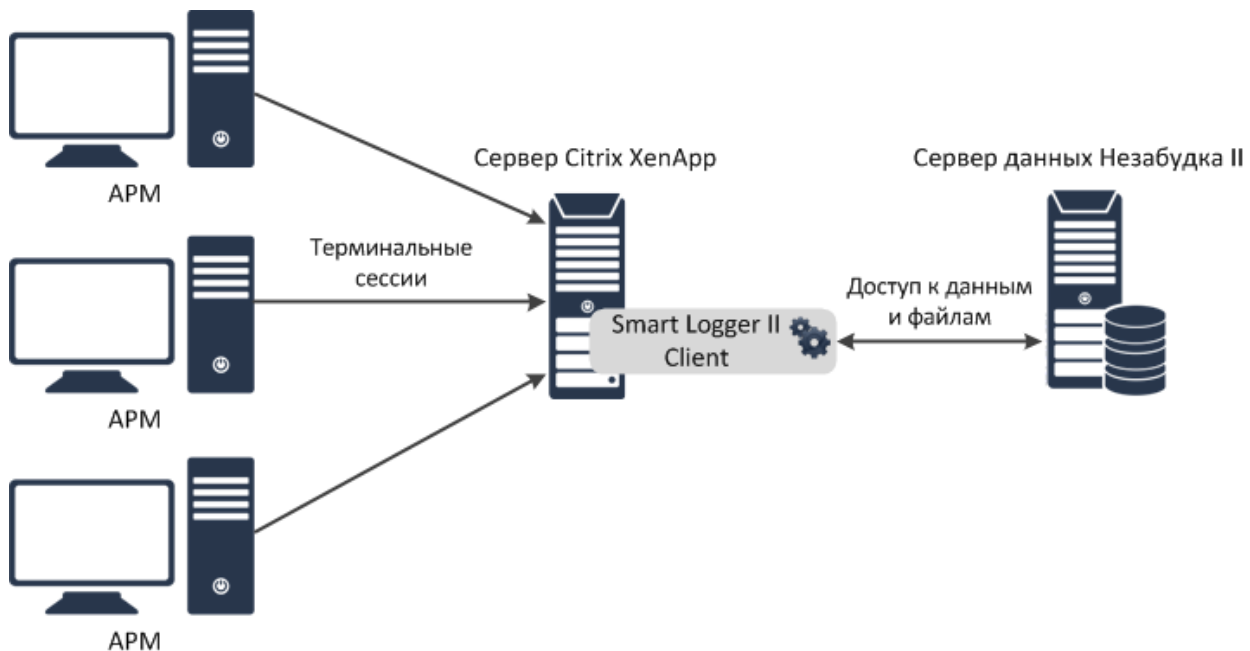 АРМ
Сервер Citrix XenApp
Сервер данных Незабудка II
Терминальные
сессии
Smart Logger II
Client
Доступ к данным
и файлам
АРМ
АРМ